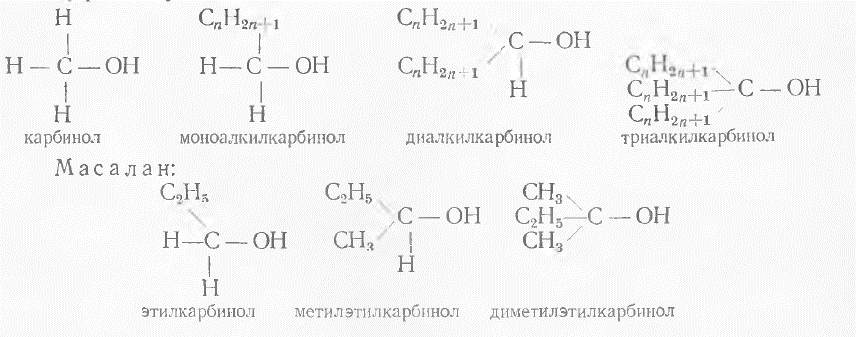 H CₙH₂ₙ₊₁ CₙH₂ₙ₊₁
C — OH
H — C — OH H — C — OH CₙH₂ₙ₊₁ CₙH₂ₙ₊₁
H CₙH₂ₙ₊₁ — C — OH
H H CₙH₂ₙ₊₁
карбинол моноалкилкарбинол диалкилкарбинол триалкилкарбинол
Масалан:
C₂H₅ C₂H₅ CH₃
C — OH C₂H₅ — C — OH
H — C — OH CH₃ CH₃
H
H
этилкарбинол метилэтилкарбинол диметилэтилкарбинол